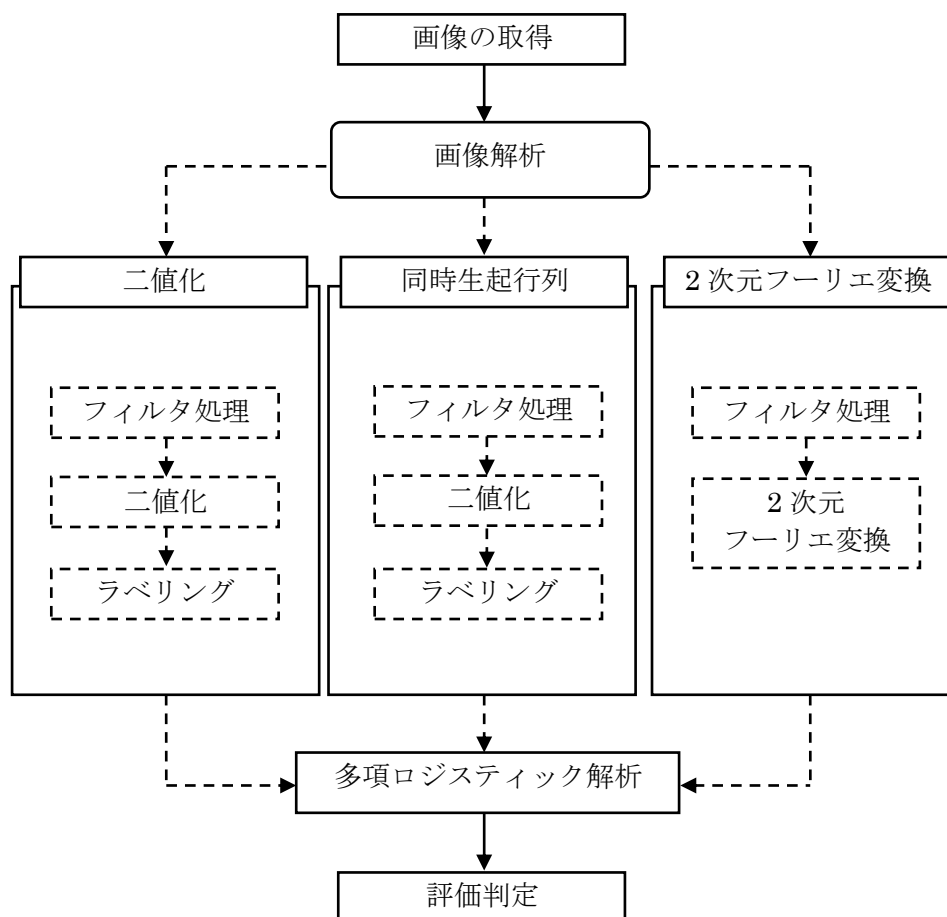 画像の取得
画像解析
二値化
同時生起行列
2 次元フーリエ変換
フィルタ処理
二値化
ラベリング
フィルタ処理
二値化
ラベリング
フィルタ処理
2 次元
フーリエ変換
多項ロジスティック解析
評価判定